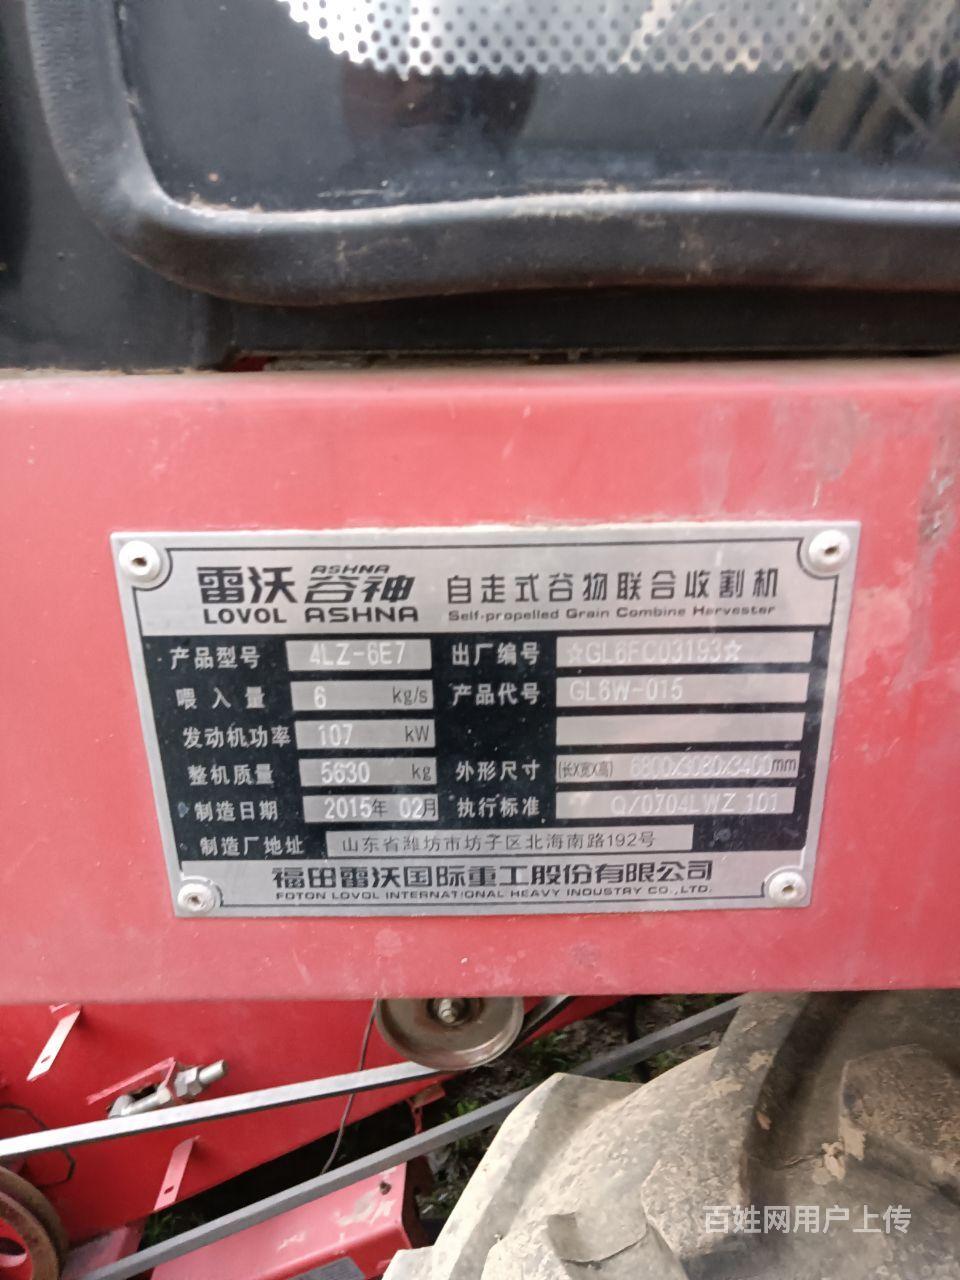 雷沃 谷神 ASHNA 自走式谷物联合收割机
LOVOL ASHNA Self-propelled Grain Combine Harvester
产品型号 4LZ-6E7 出厂编号 ☆GL6FC03193☆
喂入量 6 kg/s 产品代号 GL6W-015
发动机功率 107 kW
整机质量 5630 kg 外形尺寸 (长X宽X高) 6800X3080X3400mm
制造日期 2015年 02月 执行标准 Q/0704LWZ 101
制造厂地址 山东省潍坊市坊子区北海南路192号
福田雷沃国际重工股份有限公司
FOTON LOVOL INTERNATIONAL HEAVY INDUSTRY CO.,LTD.
百姓网用户上传